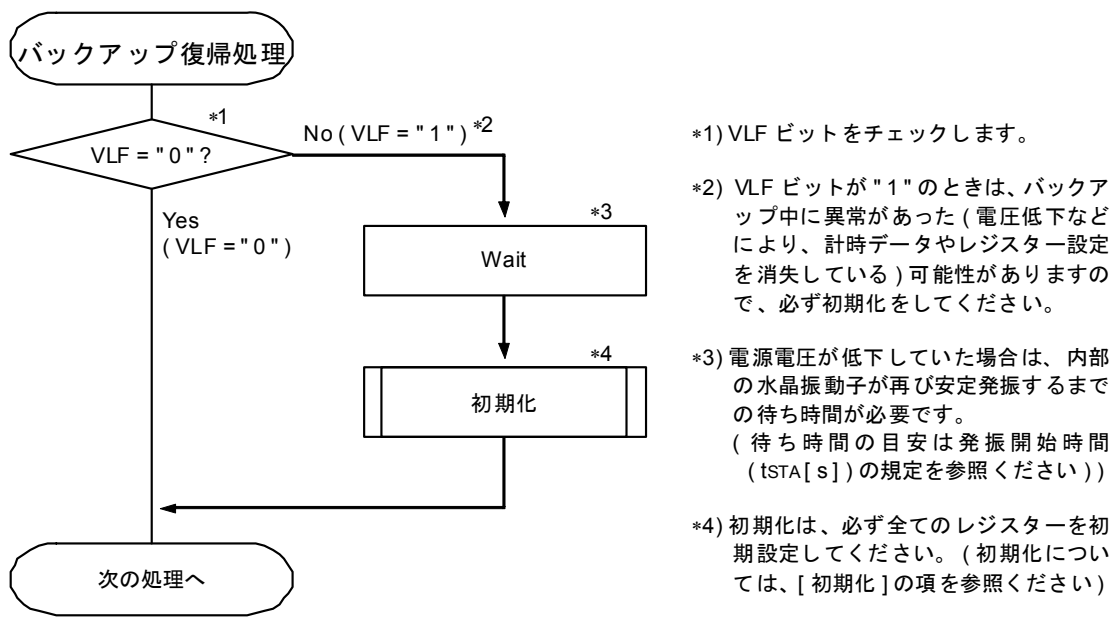 バックアップ復帰処理
*1
VLF = "0"?
No ( VLF = "1" ) *2
Yes
( VLF = "0" )
*3
Wait
*4
初期化
次の処理へ
*1) VLF ビットをチェックします。
*2) VLF ビットが "1" のときは、バックア
ップ中に異常があった ( 電圧低下など
により、計時データやレジスター設定
を消失している ) 可能性がありますの
で、必ず初期化をしてください。
*3) 電源電圧が低下していた場合は、内部
の水晶振動子が再び安定発振するまで
の待ち時間が必要です。
( 待ち時間の目安は発振開始時間
( tSTA [ s ] ) の規定を参照ください ) )
*4) 初期化は、必ず全てのレジスターを初
期設定してください。( 初期化につい
ては、[ 初期化 ] の項を参照ください )